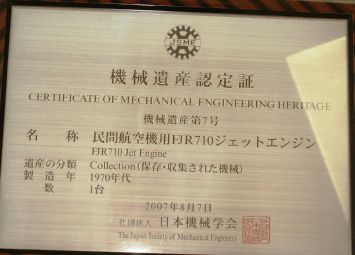 JSME
機械遺産認定証
CERTIFICATE OF MECHANICAL ENGINEERING HERITAGE
機械遺産第7号
名 称 民間航空機用FJR710ジェットエンジン
FJR710 Jet Engine
遺産の分類 Collection(保存・収集された機械)
製 造 年 1970年代
数 1台
2007年8月7日
社団法人 日本機械学会
The Japan Society of Mechanical Engineers